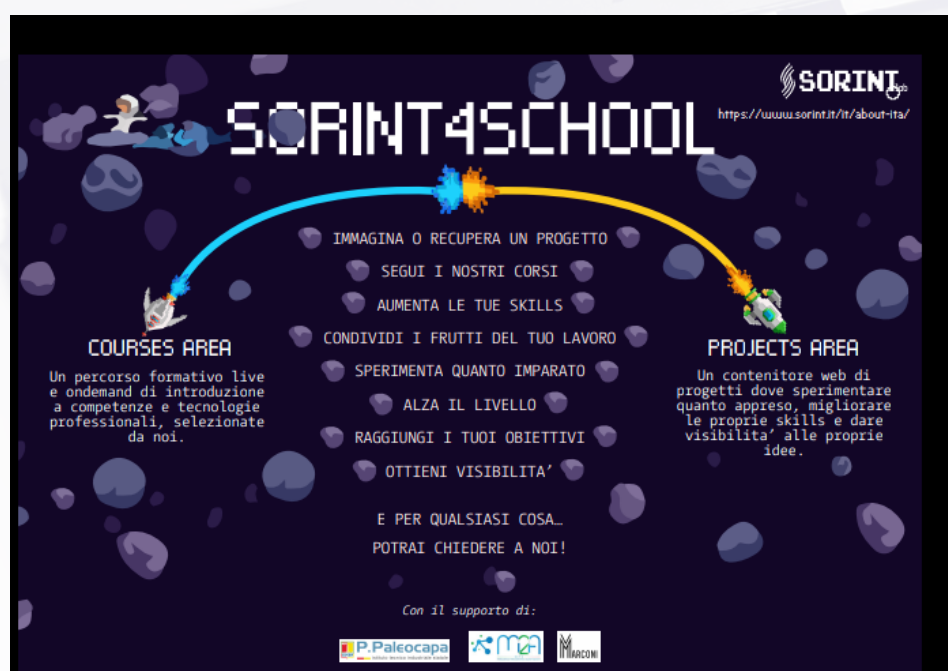 SORINT
https://www.sorint.it/it/about-ita/
SORINT4SCHOOL
IMMAGINA O RECUPERA UN PROGETTO
SEGUI I NOSTRI CORSI
AUMENTA LE TUE SKILLS
CONDIVIDI I FRUTTI DEL TUO LAVORO
SPERIMENTA QUANTO IMPARATO
ALZA IL LIVELLO
RAGGIUNGI I TUOI OBIETTIVI
OTTIENI VISIBILITA’
E PER QUALSIASI COSA…
POTRAI CHIEDERE A NOI!
COURSES AREA
Un percorso formativo live
e ondemand di introduzione
a competenze e tecnologie
professionali, selezionate
da noi.
PROJECTS AREA
Un contenitore web di
progetti dove sperimentare
quanto appreso, migliorare
le proprie skills e dare
visibilita’ alle proprie
idee.
Con il supporto di:
P.Paleocapa
MARCONI